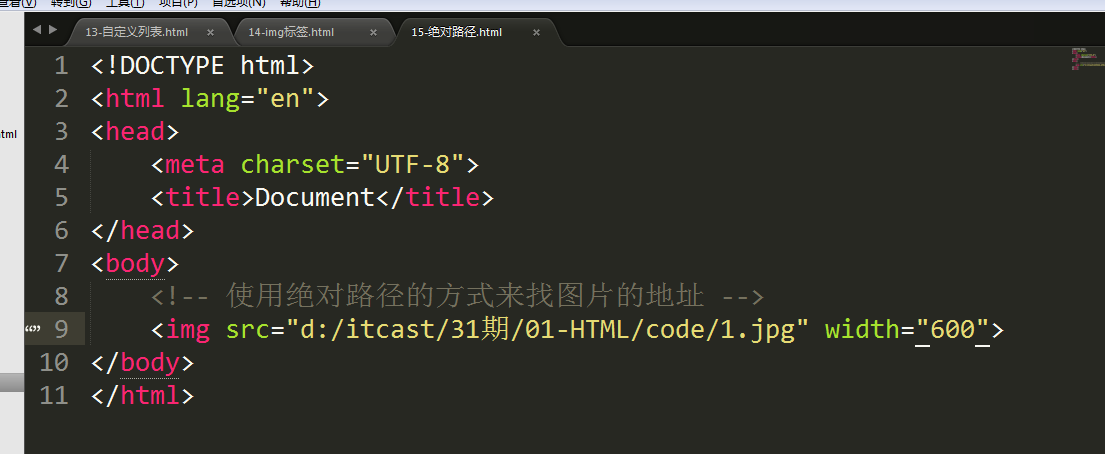 查看(V) 转到(G) 工具(T) 项目(P) 首选项(N) 帮助(H)
13-自定义列表.html × 14-img标签.html × 15-绝对路径.html ×
html
1 <!DOCTYPE html>
2 <html lang="en">
3 <head>
4 <meta charset="UTF-8">
5 <title>Document</title>
6 </head>
7 <body>
8 <!-- 使用绝对路径的方式来找图片的地址 -->
9 <img src="d:/itcast/31期/01-HTML/code/1.jpg" width="600">
10 </body>
11 </html>